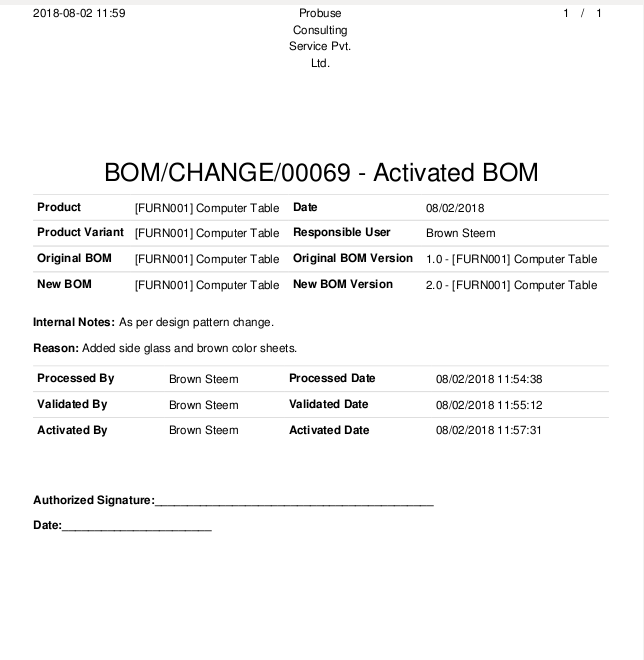 2018-08-02 11:59 Probuse 1 / 1
Consulting
Service Pvt.
Ltd.
BOM/CHANGE/00069 - Activated BOM
Product [FURN001] Computer Table Date 08/02/2018
Product Variant [FURN001] Computer Table Responsible User Brown Steem
Original BOM [FURN001] Computer Table Original BOM Version 1.0 - [FURN001] Computer Table
New BOM [FURN001] Computer Table New BOM Version 2.0 - [FURN001] Computer Table
Internal Notes: As per design pattern change.
Reason: Added side glass and brown color sheets.
Processed By Brown Steem Processed Date 08/02/2018 11:54:38
Validated By Brown Steem Validated Date 08/02/2018 11:55:12
Activated By Brown Steem Activated Date 08/02/2018 11:57:31
Authorized Signature:
Date: